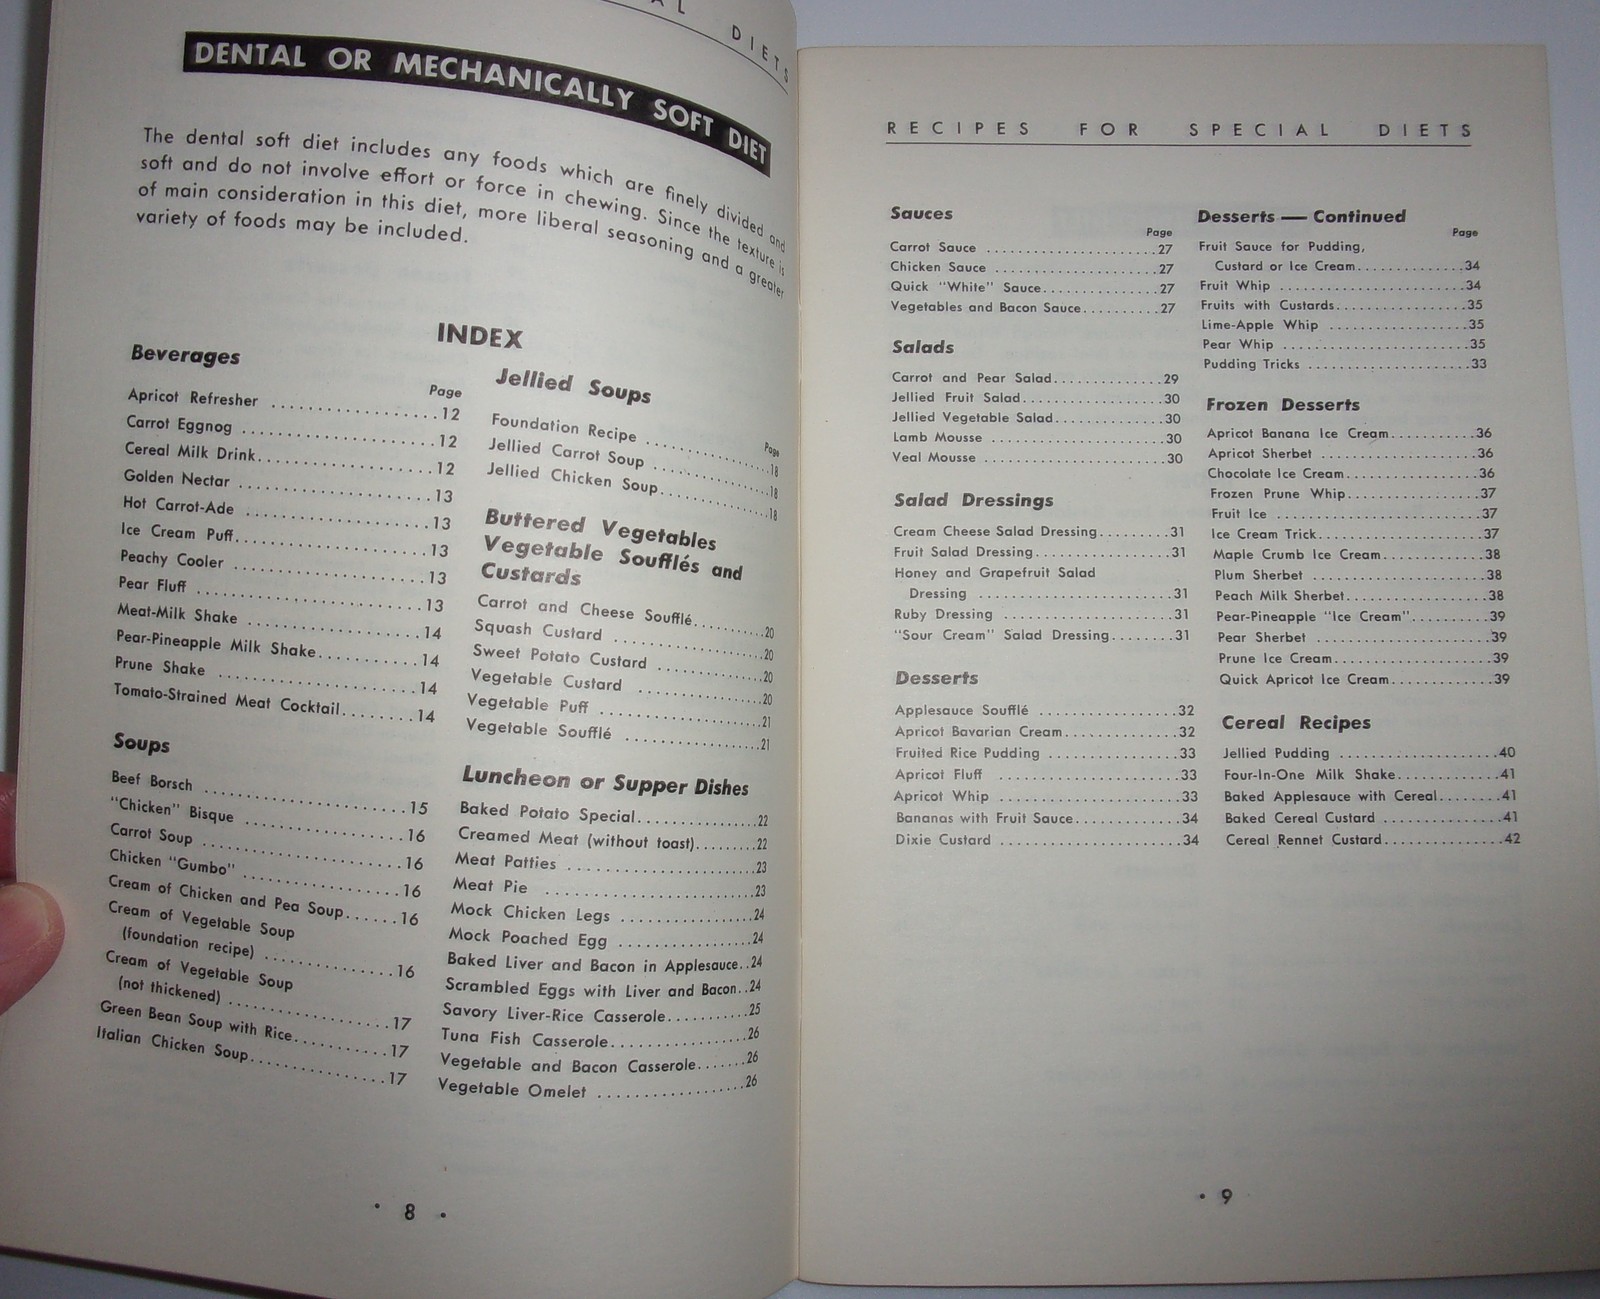 DIETS
DENTAL OR MECHANICALLY SOFT DIET
The dental soft diet includes any foods which are finely divided and
soft and do not involve effort or force in chewing. Since the texture is
of main consideration in this diet, more liberal seasoning and a greater
variety of foods may be included.
INDEX
Beverages
Page
Apricot Refresher ..................12
Carrot Eggnog ......................12
Cereal Milk Drink....................12
Golden Nectar ......................13
Hot Carrot-Ade .....................13
Ice Cream Puff......................13
Peachy Cooler ......................13
Pear Fluff ..........................13
Meat-Milk Shake ....................14
Pear-Pineapple Milk Shake...........14
Prune Shake .......................14
Tomato-Strained Meat Cocktail........14
Soups
Beef Borsch .......................15
"Chicken" Bisque ..................16
Carrot Soup .......................16
Chicken "Gumbo" ..................16
Cream of Chicken and Pea Soup......16
Cream of Vegetable Soup
(foundation recipe) ...............16
Cream of Vegetable Soup
(not thickened) ...................17
Green Bean Soup with Rice...........17
Italian Chicken Soup................17
Jellied Soups
Page
Foundation Recipe ...............18
Jellied Carrot Soup ...............18
Jellied Chicken Soup..............18
Buttered Vegetables
Vegetable Soufflés and
Custards
Carrot and Cheese Soufflé...........20
Squash Custard ..................20
Sweet Potato Custard .............20
Vegetable Custard ...............20
Vegetable Puff ...................21
Vegetable Soufflé ................21
Luncheon or Supper Dishes
Baked Potato Special................22
Creamed Meat (without toast).........22
Meat Patties .....................23
Meat Pie ........................23
Mock Chicken Legs ................24
Mock Poached Egg ................24
Baked Liver and Bacon in Applesauce..24
Scrambled Eggs with Liver and Bacon..24
Savory Liver-Rice Casserole..........25
Tuna Fish Casserole.................26
Vegetable and Bacon Casserole.......26
Vegetable Omelet ..................26
• 8 •
RECIPES FOR SPECIAL DIETS
Sauces
Page
Carrot Sauce ......................27
Chicken Sauce .....................27
Quick "White" Sauce...............27
Vegetables and Bacon Sauce..........27
Salads
Carrot and Pear Salad..............29
Jellied Fruit Salad..................30
Jellied Vegetable Salad..............30
Lamb Mousse ......................30
Veal Mousse .......................30
Salad Dressings
Cream Cheese Salad Dressing.........31
Fruit Salad Dressing.................31
Honey and Grapefruit Salad
Dressing ........................31
Ruby Dressing .....................31
"Sour Cream" Salad Dressing........31
Desserts
Applesauce Soufflé .................32
Apricot Bavarian Cream..............32
Fruited Rice Pudding ................33
Apricot Fluff .......................33
Apricot Whip ......................33
Bananas with Fruit Sauce.............34
Dixie Custard ......................34
Desserts — Continued
Page
Fruit Sauce for Pudding,
Custard or Ice Cream..............34
Fruit Whip ........................34
Fruits with Custards.................35
Lime-Apple Whip ..................35
Pear Whip ........................35
Pudding Tricks .....................33
Frozen Desserts
Apricot Banana Ice Cream...........36
Apricot Sherbet ....................36
Chocolate Ice Cream................36
Frozen Prune Whip.................37
Fruit Ice ..........................37
Ice Cream Trick....................37
Maple Crumb Ice Cream.............38
Plum Sherbet ......................38
Peach Milk Sherbet..................38
Pear-Pineapple "Ice Cream"..........39
Pear Sherbet ......................39
Prune Ice Cream....................39
Quick Apricot Ice Cream.............39
Cereal Recipes
Jellied Pudding ....................40
Four-In-One Milk Shake.............41
Baked Applesauce with Cereal........41
Baked Cereal Custard ...............41
Cereal Rennet Custard...............42
• 9